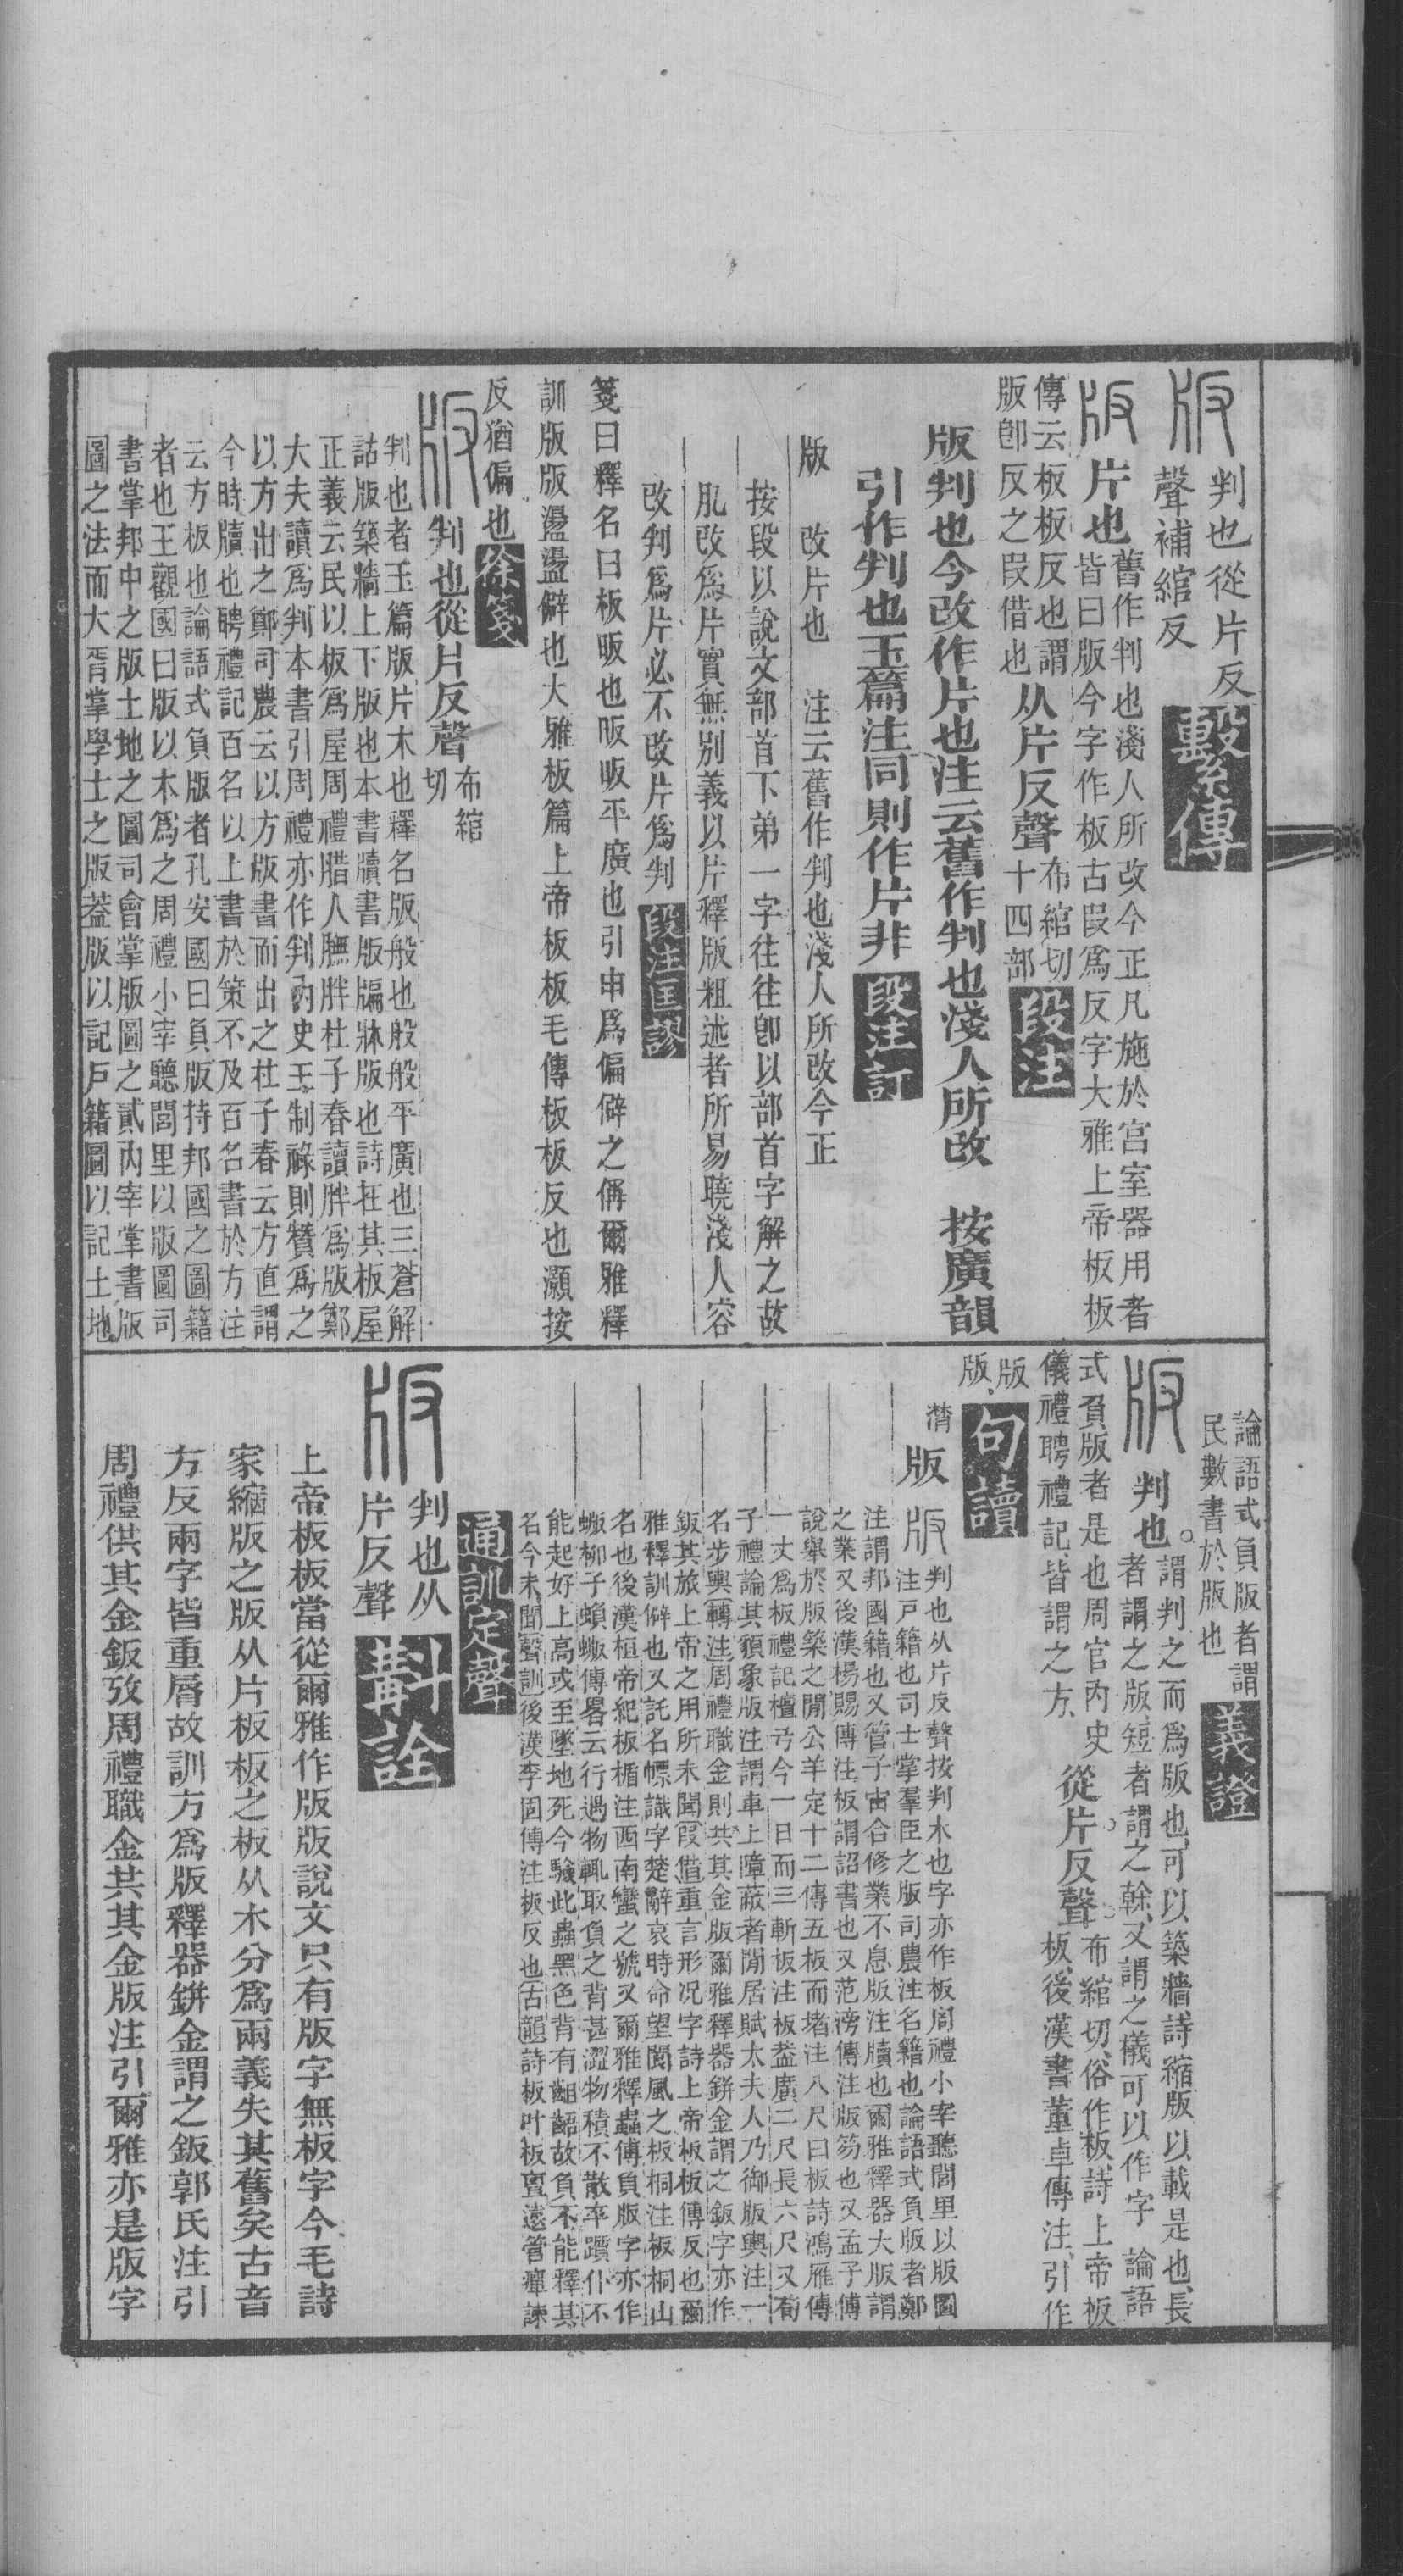 判也從片反
聲補綰反
繫傳
片也
舊作判也淺人所改今正凡施於宫室器用者
皆曰版今字作板古叚爲反字大雅上帝板板
傳云板板反也謂
版卽反之叚借也
从片反聲
布綰切
十四部
段注
版判也今改作片也注云舊作判也淺人所改 按廣韻
引作判也玉篇注同則作片非
段注訂
版 改片也 注云舊作判也淺人所改今正
按段以說文部首下弟一字往往卽以部首字解之故
肊改爲片實無別義以片釋版粗迹者所易曉淺人容
改判爲片必不改片爲判
段注匡謬
箋曰釋名曰板昄也昄昄平廣也引申爲偏僻之偁爾雅釋
訓版版盪盪僻也大雅板篇上帝板板毛傳板板反也灝按
反猶偏也
徐箋
判也從片反聲
布綰
切
判也者玉篇版片木也釋名版般也般般平廣也三蒼解
詁版築牆上下版也本書牘書版牑牀版也詩在其板屋
正義云民以板爲屋周禮腊人膴胖杜子春讀胖爲版鄭
大夫讀爲判本書引周禮亦作判內史王制祿則贊爲之
以方出之鄭司農云以方版書而出之杜子春云方直謂
今時牘也聘禮記百名以上書於策不及百名書於方注
云方板也論語式負版者孔安國曰負版持邦國之圖籍
者也王觀國曰版以木爲之周禮小宰聽閭里以版圖司
書掌邦中之版土地之圖司會掌版圖之貳內宰掌書版
圖之法而大胥掌學士之版葢版以記戶籍圖以記土地
論語式負版者謂
民數書於版也
義證
判也
謂判之而爲版也可以築牆詩縮版以載是也長
者謂之版短者謂之榦又謂之㒖可以作字 論語
式負版者是也周官內史
儀禮聘禮記皆謂之方
從片反聲
布綰切俗作板詩上帝板
板後漢書董卓傳注引作
版
版
句讀
版
判也从片反聲按判木也字亦作板周禮小宰聽閭里以版圖
注戸籍也司士掌羣臣之版司農注名籍也論語式負版者鄭
注謂邦國籍也又管子宙合修業不息版注牘也爾雅釋器大版謂
之業又後漢楊賜傳注板謂詔書也又范滂傳注版笏也又孟子傅
說舉於版築之閒公羊定十二傳五板而堵注八尺曰板詩鴻雁傳
一丈爲板禮記檀弓今一日而三斬板注板葢廣二尺長六尺又荀
子禮論其䫉象版注謂車上障蔽者閒居賦太夫人乃御版輿注一
名步輿轉注周禮職金則共其金版爾雅釋器鉼金謂之鈑字亦作
鈑其旅上帝之用所未聞叚借重言形况字詩上帝板板傳反也爾
雅釋訓僻也又託名幖識字楚辭哀時命望閬風之板桐注板桐山
名也後漢桓帝紀板楯注西南蠻之號又爾雅釋蟲傅負版字亦作
蝂柳子蝜蝂傳畧云行遇物輒取負之背甚澀物積不散卒躓仆不
能起好上高或至墜地死今驗此蟲黑色背有齟齬故負不能釋其
名今未聞聲訓後漢李固傳注板反也古韻詩板叶板亶遠管亶諫
通訓定聲
判也从
片反聲
斠詮
上帝板板當從爾雅作版版說文只有版字無板字今毛詩
家縮版之版从片板板之板从木分爲兩義失其舊矣古音
方反兩字皆重脣故訓方爲版釋器鉼金謂之鈑郭氏注引
周禮供其金鈑攷周禮職金共其金版注引爾雅亦是版字